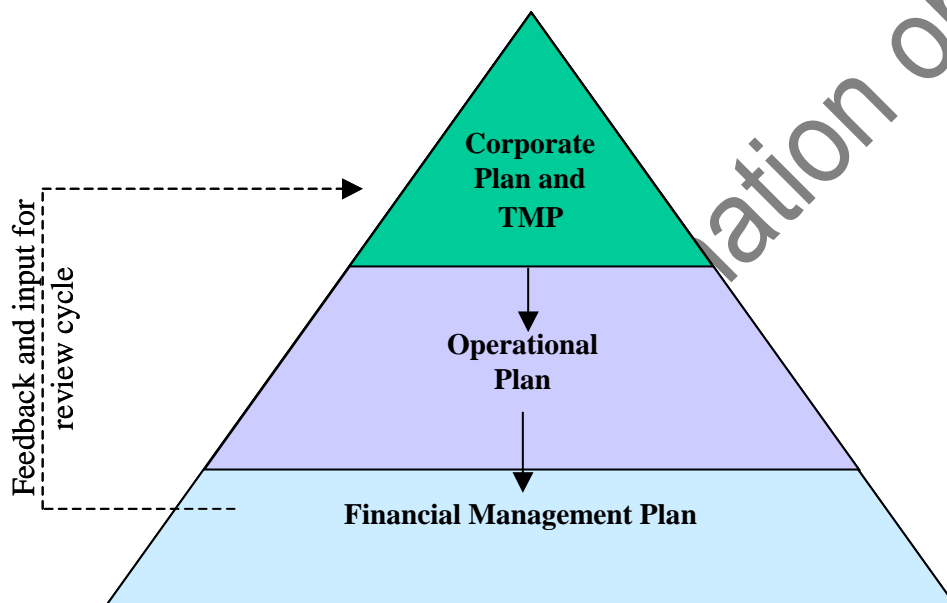 Corporate
Plan and
TMP
Operational
Plan
Financial Management Plan
Feedback and input for
review cycle